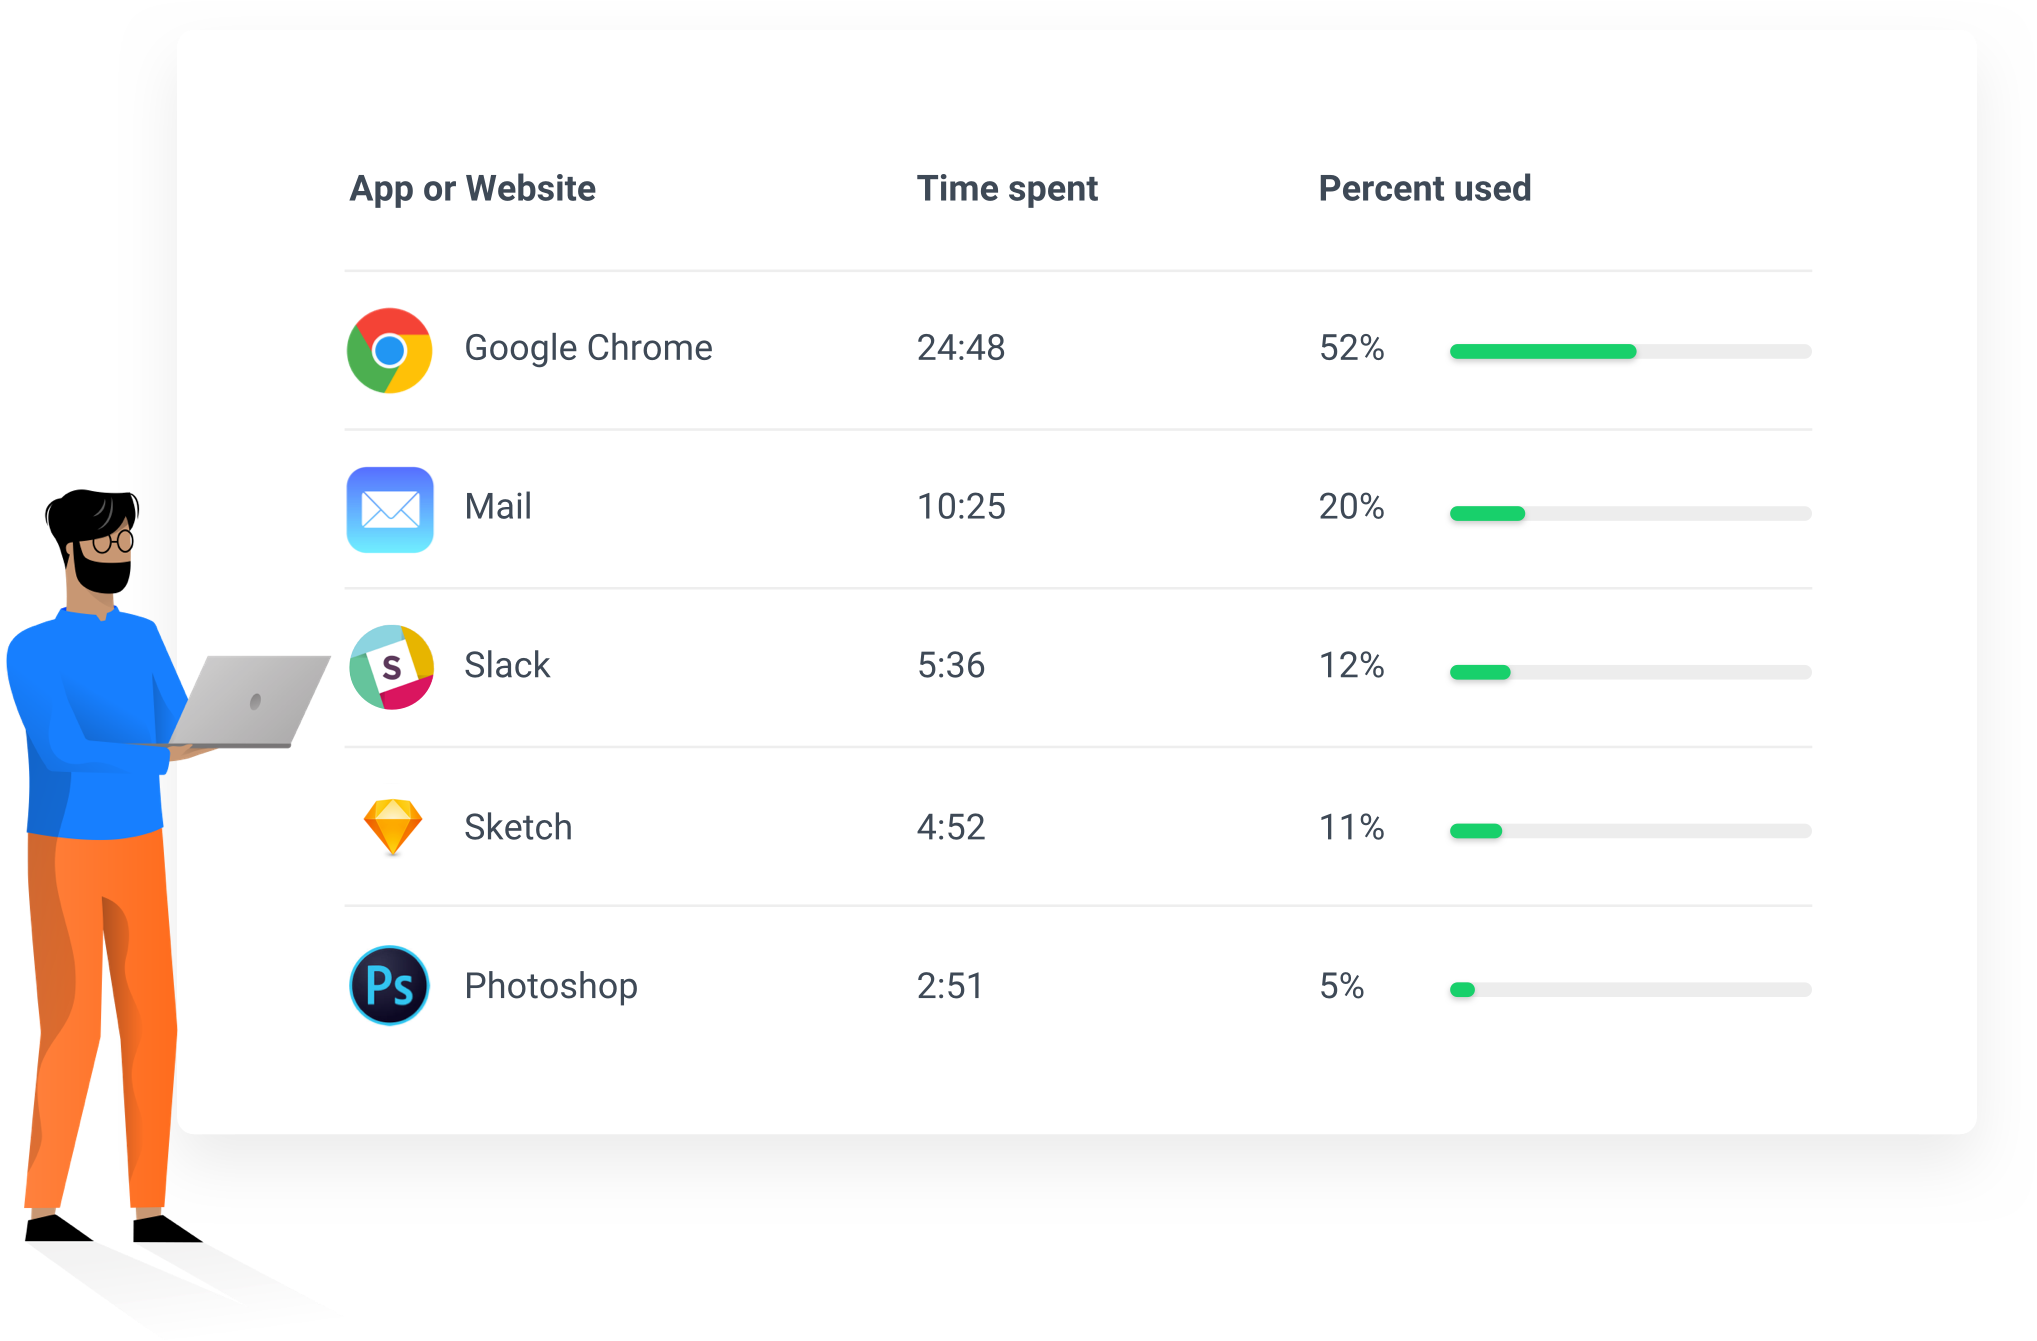 App or Website Time spent Percent used
Google Chrome 24:48 52%
Mail 10:25 20%
S Slack 5:36 12%
Sketch 4:52 11%
Ps Photoshop 2:51 5%